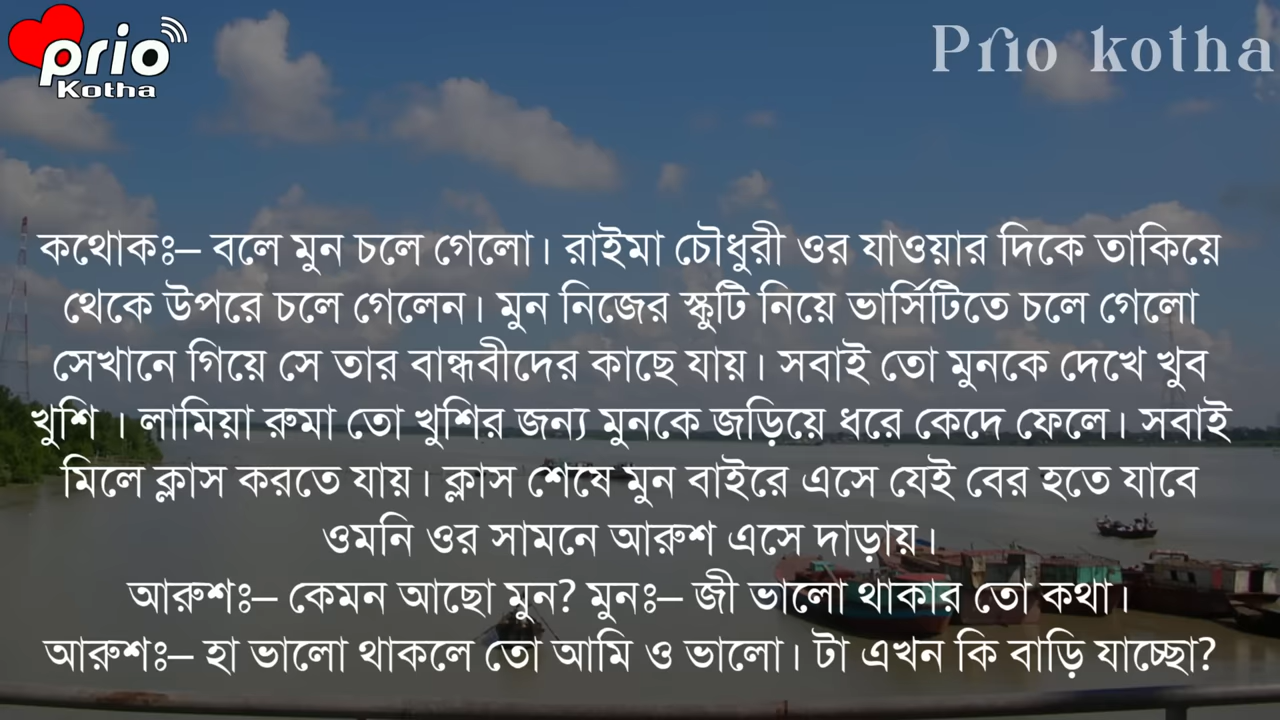 prio
Kotha
Prio kotha
কথোকঃ– বলে মুন চলে গেলো। রাইমা চৌধুরী ওর যাওয়ার দিকে তাকিয়ে
থেকে উপরে চলে গেলেন। মুন নিজের স্কুটি নিয়ে ভার্সিটিতে চলে গেলো
সেখানে গিয়ে সে তার বান্ধবীদের কাছে যায়। সবাই তো মুনকে দেখে খুব
খুশি । লামিয়া রুমা তো খুশির জন্য মুনকে জড়িয়ে ধরে কেদে ফেলে। সবাই
মিলে ক্লাস করতে যায়। ক্লাস শেষে মুন বাইরে এসে যেই বের হতে যাবে
ওমনি ওর সামনে আরুশ এসে দাড়ায়।
আরুশঃ– কেমন আছো মুন? মুনঃ– জী ভালো থাকার তো কথা।
আরুশঃ– হা ভালো থাকলে তো আমি ও ভালো। টা এখন কি বাড়ি যাচ্ছো?